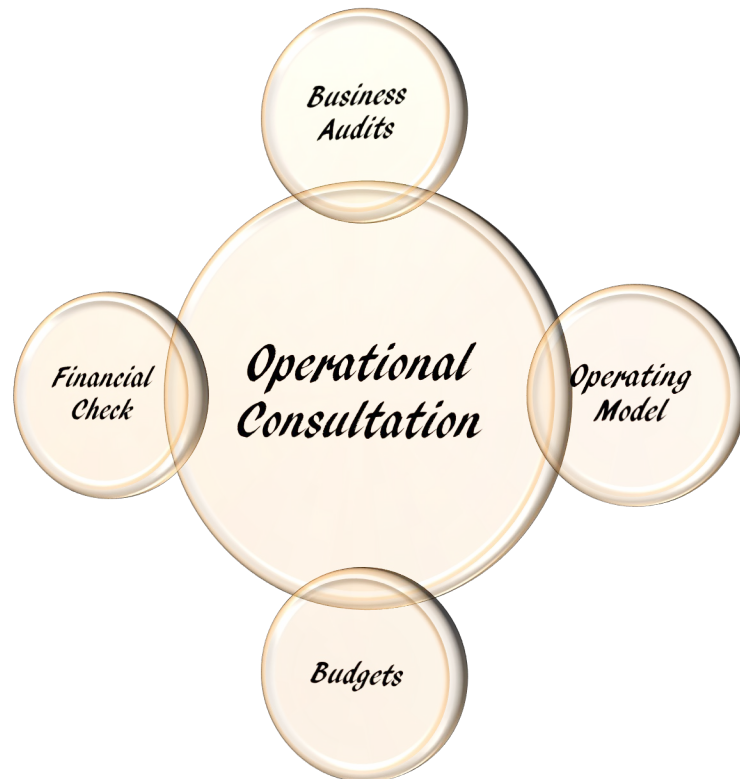 Business
Audits
Financial
Check
Operational
Consultation
Operating
Model
Budgets